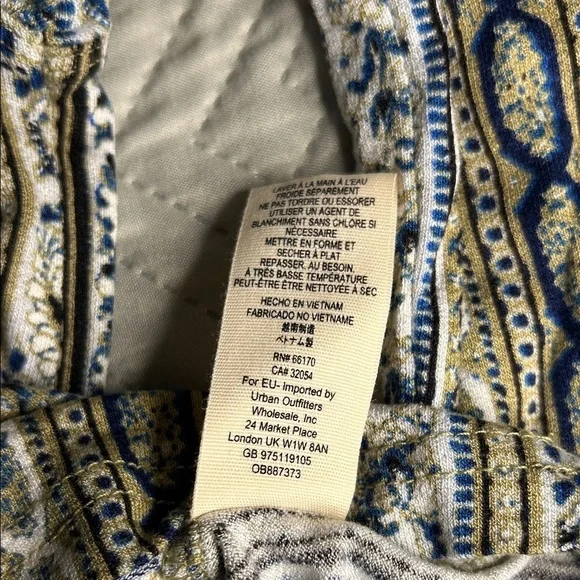 LAVER À LA MAIN À L'EAU
FROIDE SÉPARÉMENT
NE PAS TORDRE OU ESSORER
UTILISER UN AGENT DE
BLANCHIMENT SANS CHLORE SI
NÉCESSAIRE
METTRE EN FORME ET
SÉCHER À PLAT
REPASSER, AU BESOIN,
À TRÈS BASSE TEMPÉRATURE
PEUT-ÊTRE ÊTRE NETTOYÉE À SEC
HECHO EN VIETNAM
FABRICADO NO VIETNAME
越南制造
ベトナム製
RN# 66170
CA# 32054
For EU- Imported by
Urban Outfitters
Wholesale, Inc
24 Market Place
London UK W1W 8AN
GB 975119105
OB887373